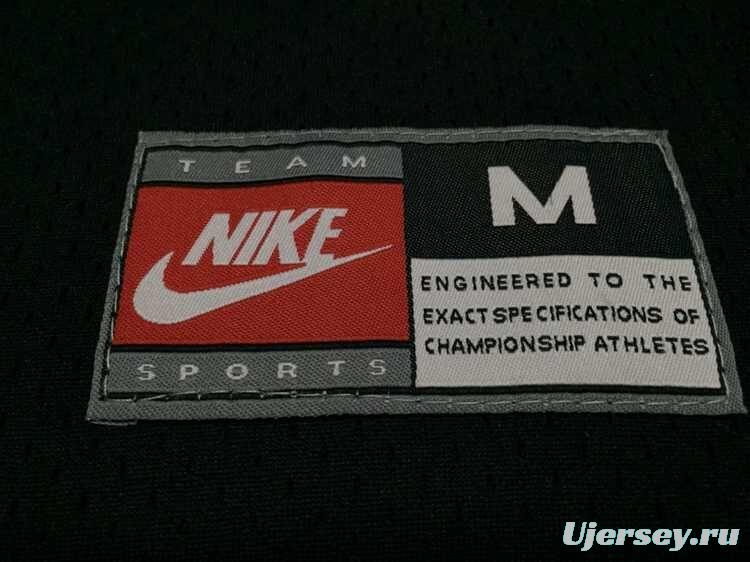 TEAM
NIKE
SPORTS
M
ENGINEERED TO THE
EXACT SPECIFICATIONS OF
CHAMPIONSHIP ATHLETES
Ujersey.ru